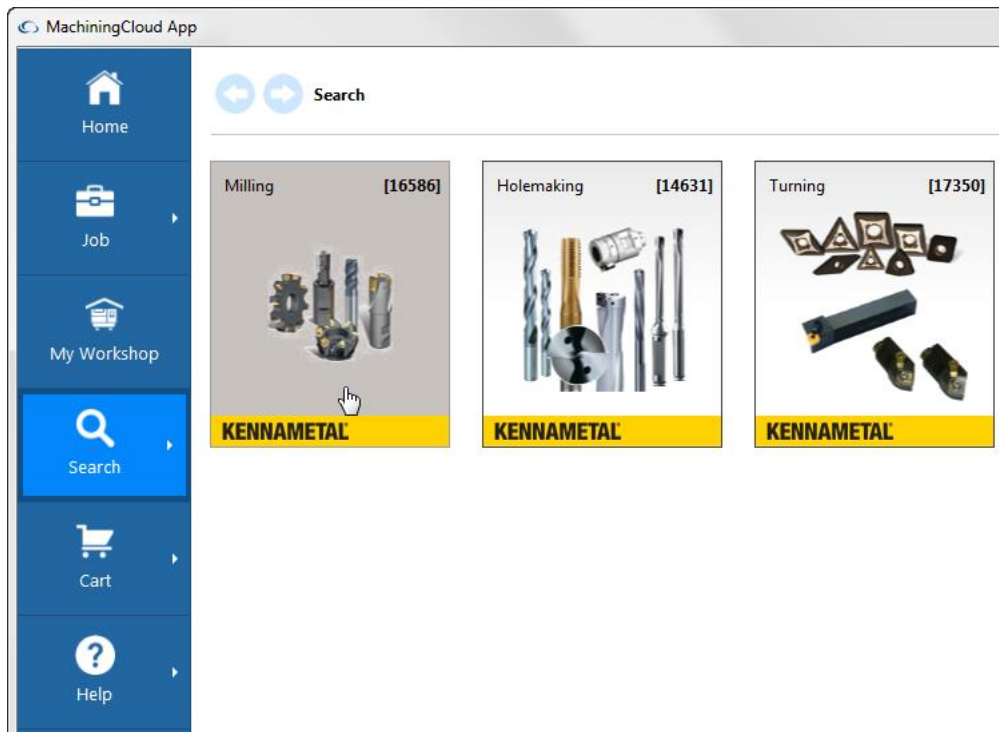 MachiningCloud App
Home
Job
My Workshop
Search
Cart
Help
Search
Milling [16586]
KENNAMETAL
Holemaking [14631]
KENNAMETAL
Turning [17350]
KENNAMETAL